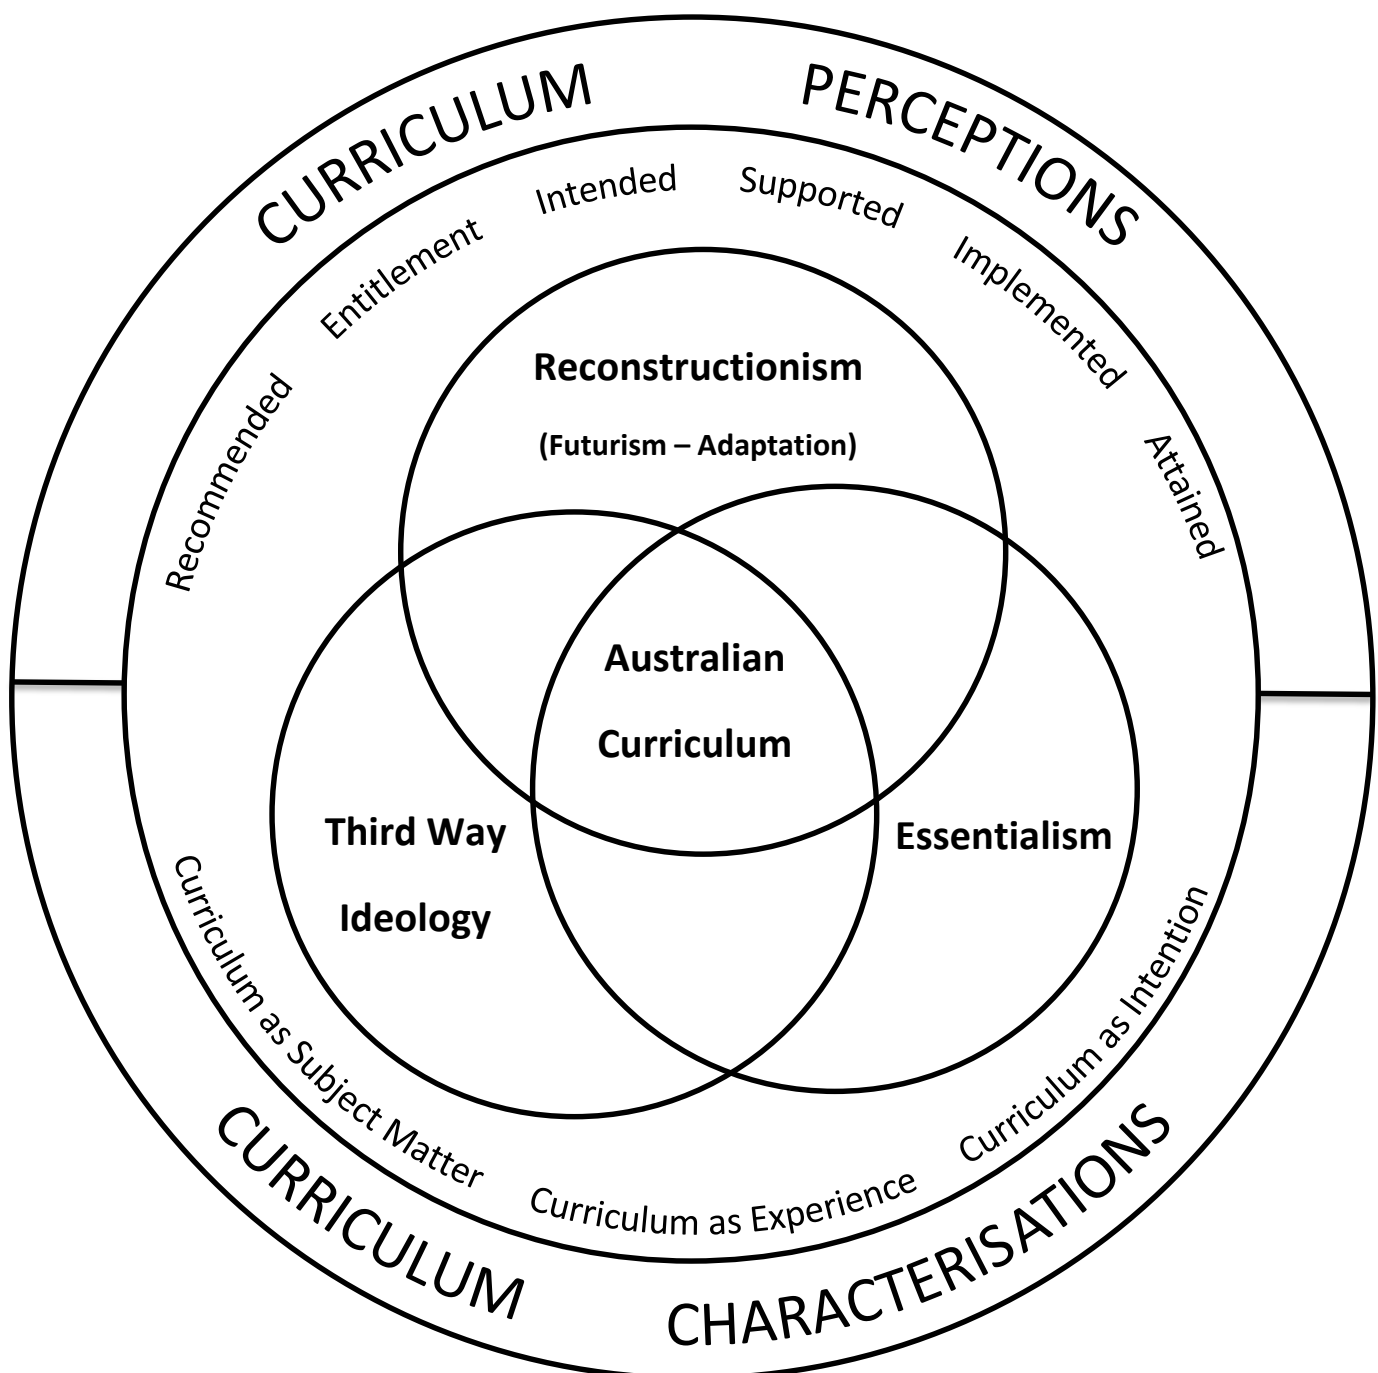 CURRICULUM PERCEPTIONS
Recommended
Entitlement
Intended
Supported
Implemented
Attained
Reconstructionism
(Futurism – Adaptation)
Australian
Curriculum
Third Way
Ideology
Essentialism
Curriculum as Subject Matter
Curriculum as Experience
Curriculum as Intention
CURRICULUM CHARACTERISATIONS